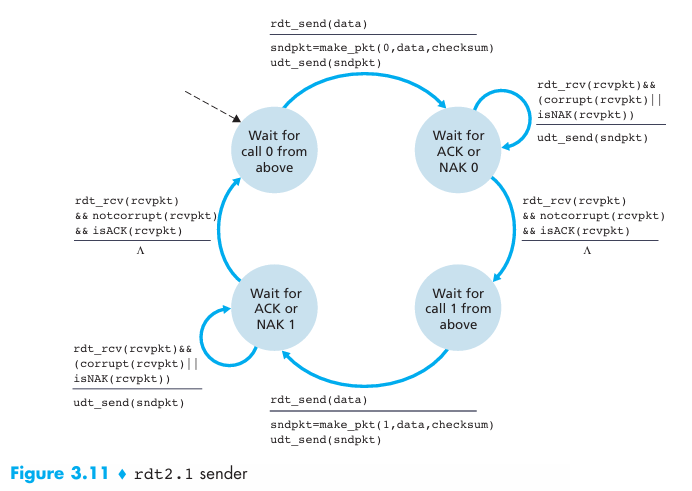 rdt_send(data)
sndpkt=make_pkt(0,data,checksum)
udt_send(sndpkt)
Wait for
call 0 from
above
Wait for
ACK or
NAK 0
rdt_rcv(rcvpkt)&&
(corrupt(rcvpkt)||
isNAK(rcvpkt))
udt_send(sndpkt)
rdt_rcv(rcvpkt)
&& notcorrupt(rcvpkt)
&& isACK(rcvpkt)
Λ
rdt_rcv(rcvpkt)
&& notcorrupt(rcvpkt)
&& isACK(rcvpkt)
Λ
Wait for
ACK or
NAK 1
Wait for
call 1 from
above
rdt_rcv(rcvpkt)&&
(corrupt(rcvpkt)||
isNAK(rcvpkt))
udt_send(sndpkt)
rdt_send(data)
sndpkt=make_pkt(1,data,checksum)
udt_send(sndpkt)
Figure 3.11 ♦ rdt2.1 sender